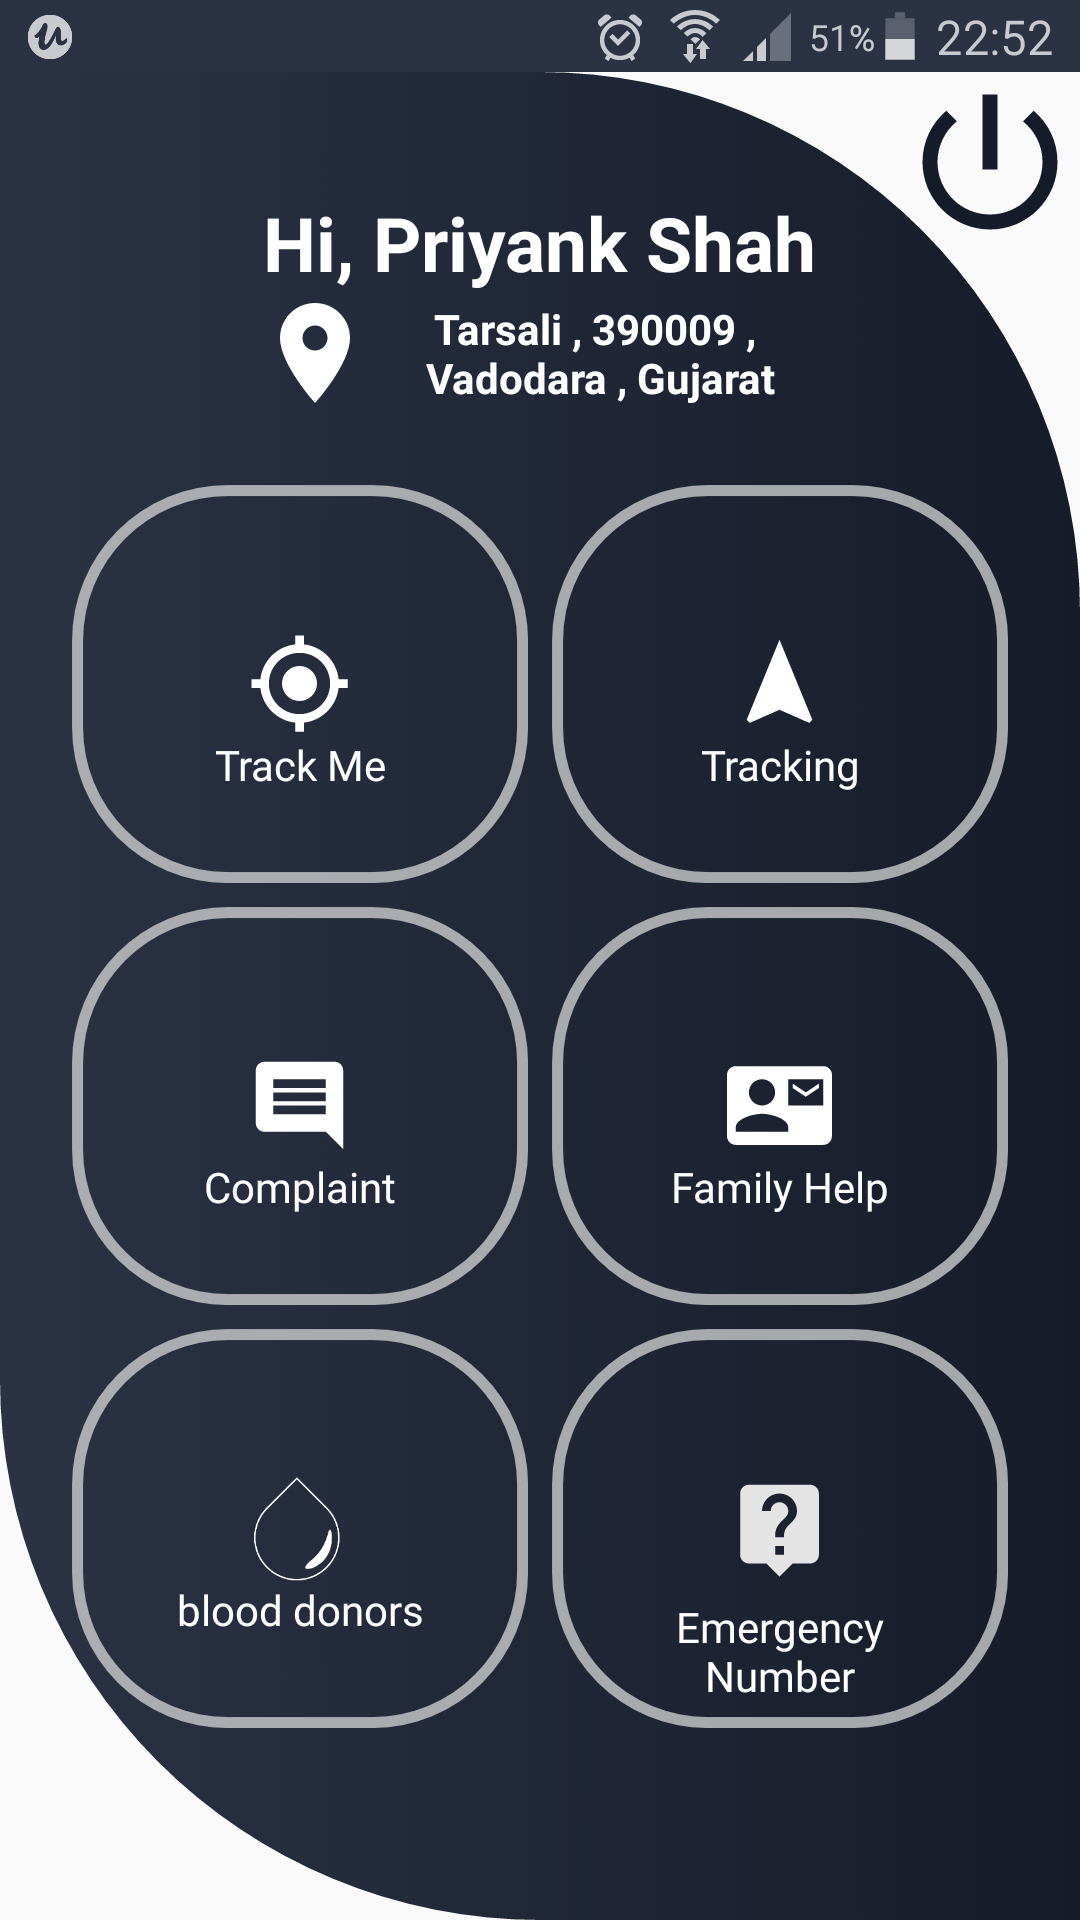 51% 22:52
Hi, Priyank Shah
Tarsali , 390009 ,
Vadodara , Gujarat
Track Me
Tracking
Complaint
Family Help
blood donors
Emergency
Number